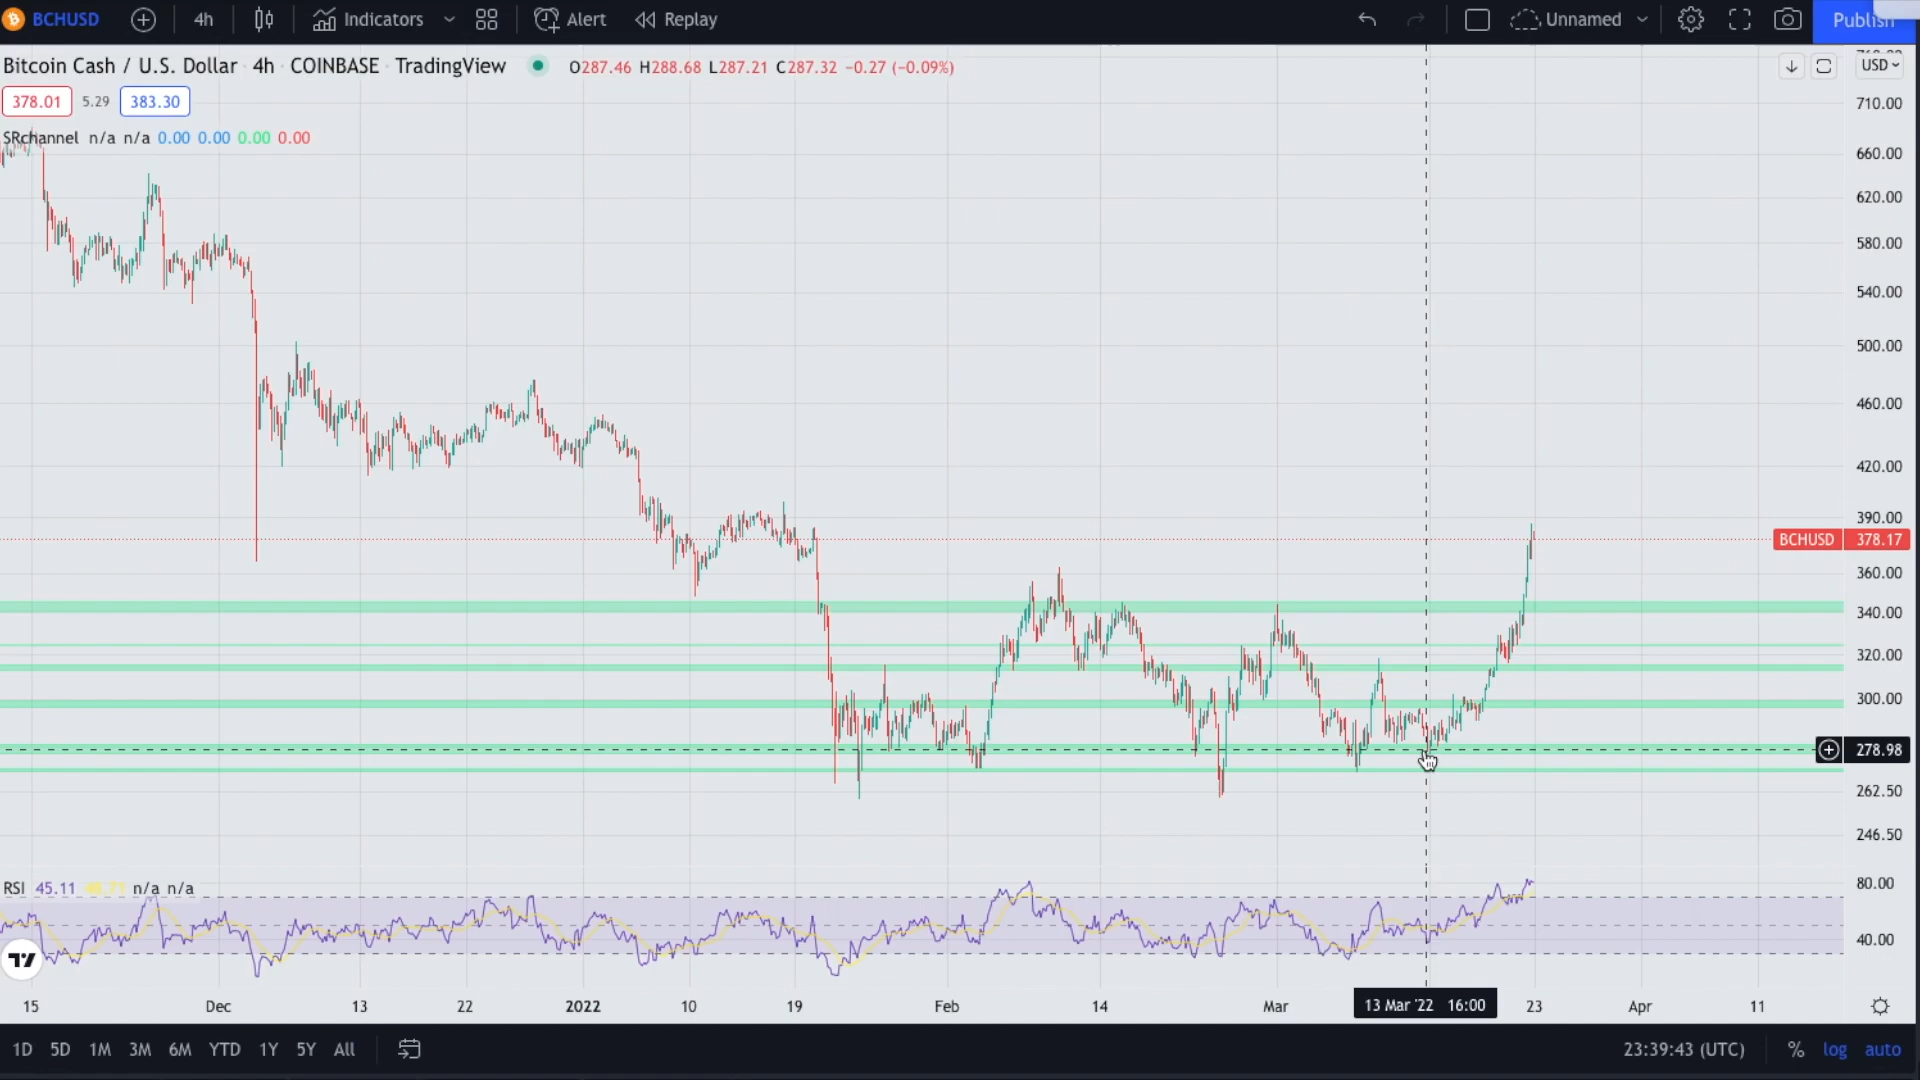 BCHUSD 4h Indicators Alert Replay Unnamed Publish
Bitcoin Cash / U.S. Dollar · 4h · COINBASE · TradingView O287.46 H288.68 L287.21 C287.32 −0.27 (−0.09%) USD
378.01 5.29 383.30
SRchannel n/a n/a 0.00 0.00 0.00 0.00
710.00
660.00
620.00
580.00
540.00
500.00
460.00
420.00
390.00
BCHUSD 378.17
360.00
340.00
320.00
300.00
278.98
262.50
246.50
RSI 45.11 n/a n/a
80.00
40.00
15 Dec 13 22 2022 10 19 Feb 14 Mar 13 Mar '22 16:00 23 Apr 11
1D 5D 1M 3M 6M YTD 1Y 5Y All 23:39:43 (UTC) % log auto